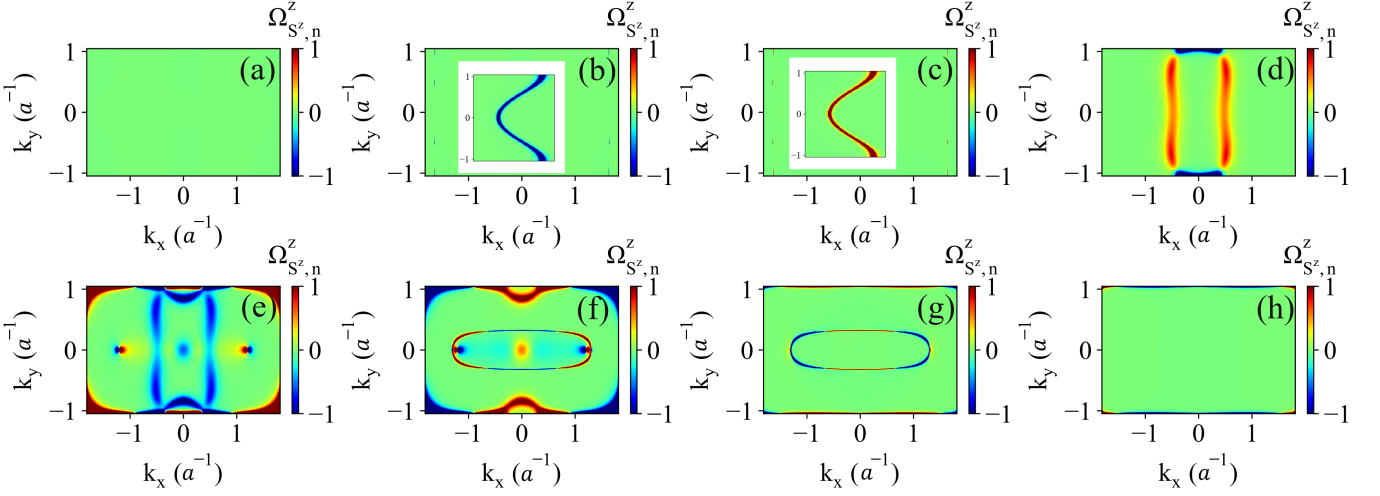 Ω^z_{S^z,n} Ω^z_{S^z,n} Ω^z_{S^z,n} Ω^z_{S^z,n}
1 (a) 1 1 (b) 1 1 (c) 1 1 (d) 1
1 1
k_y (a⁻¹) 0 0 k_y (a⁻¹) 0 0 0 k_y (a⁻¹) 0 0 0 k_y (a⁻¹) 0 0
−1 −1
−1 −1 −1 −1 −1 −1 −1 −1
−1 0 1 −1 0 1 −1 0 1 −1 0 1
k_x (a⁻¹) k_x (a⁻¹) k_x (a⁻¹) k_x (a⁻¹)
Ω^z_{S^z,n} Ω^z_{S^z,n} Ω^z_{S^z,n} Ω^z_{S^z,n}
1 (e) 1 1 (f) 1 1 (g) 1 1 (h) 1
k_y (a⁻¹) 0 0 k_y (a⁻¹) 0 0 k_y (a⁻¹) 0 0 k_y (a⁻¹) 0 0
−1 −1 −1 −1 −1 −1 −1 −1
−1 0 1 −1 0 1 −1 0 1 −1 0 1
k_x (a⁻¹) k_x (a⁻¹) k_x (a⁻¹) k_x (a⁻¹)